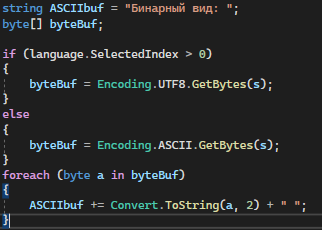 string ASCIIbuf = "Бинарный вид: ";
byte[] byteBuf;
if (language.SelectedIndex > 0)
{
byteBuf = Encoding.UTF8.GetBytes(s);
}
else
{
byteBuf = Encoding.ASCII.GetBytes(s);
}
foreach (byte a in byteBuf)
{
ASCIIbuf += Convert.ToString(a, 2) + " ";
}